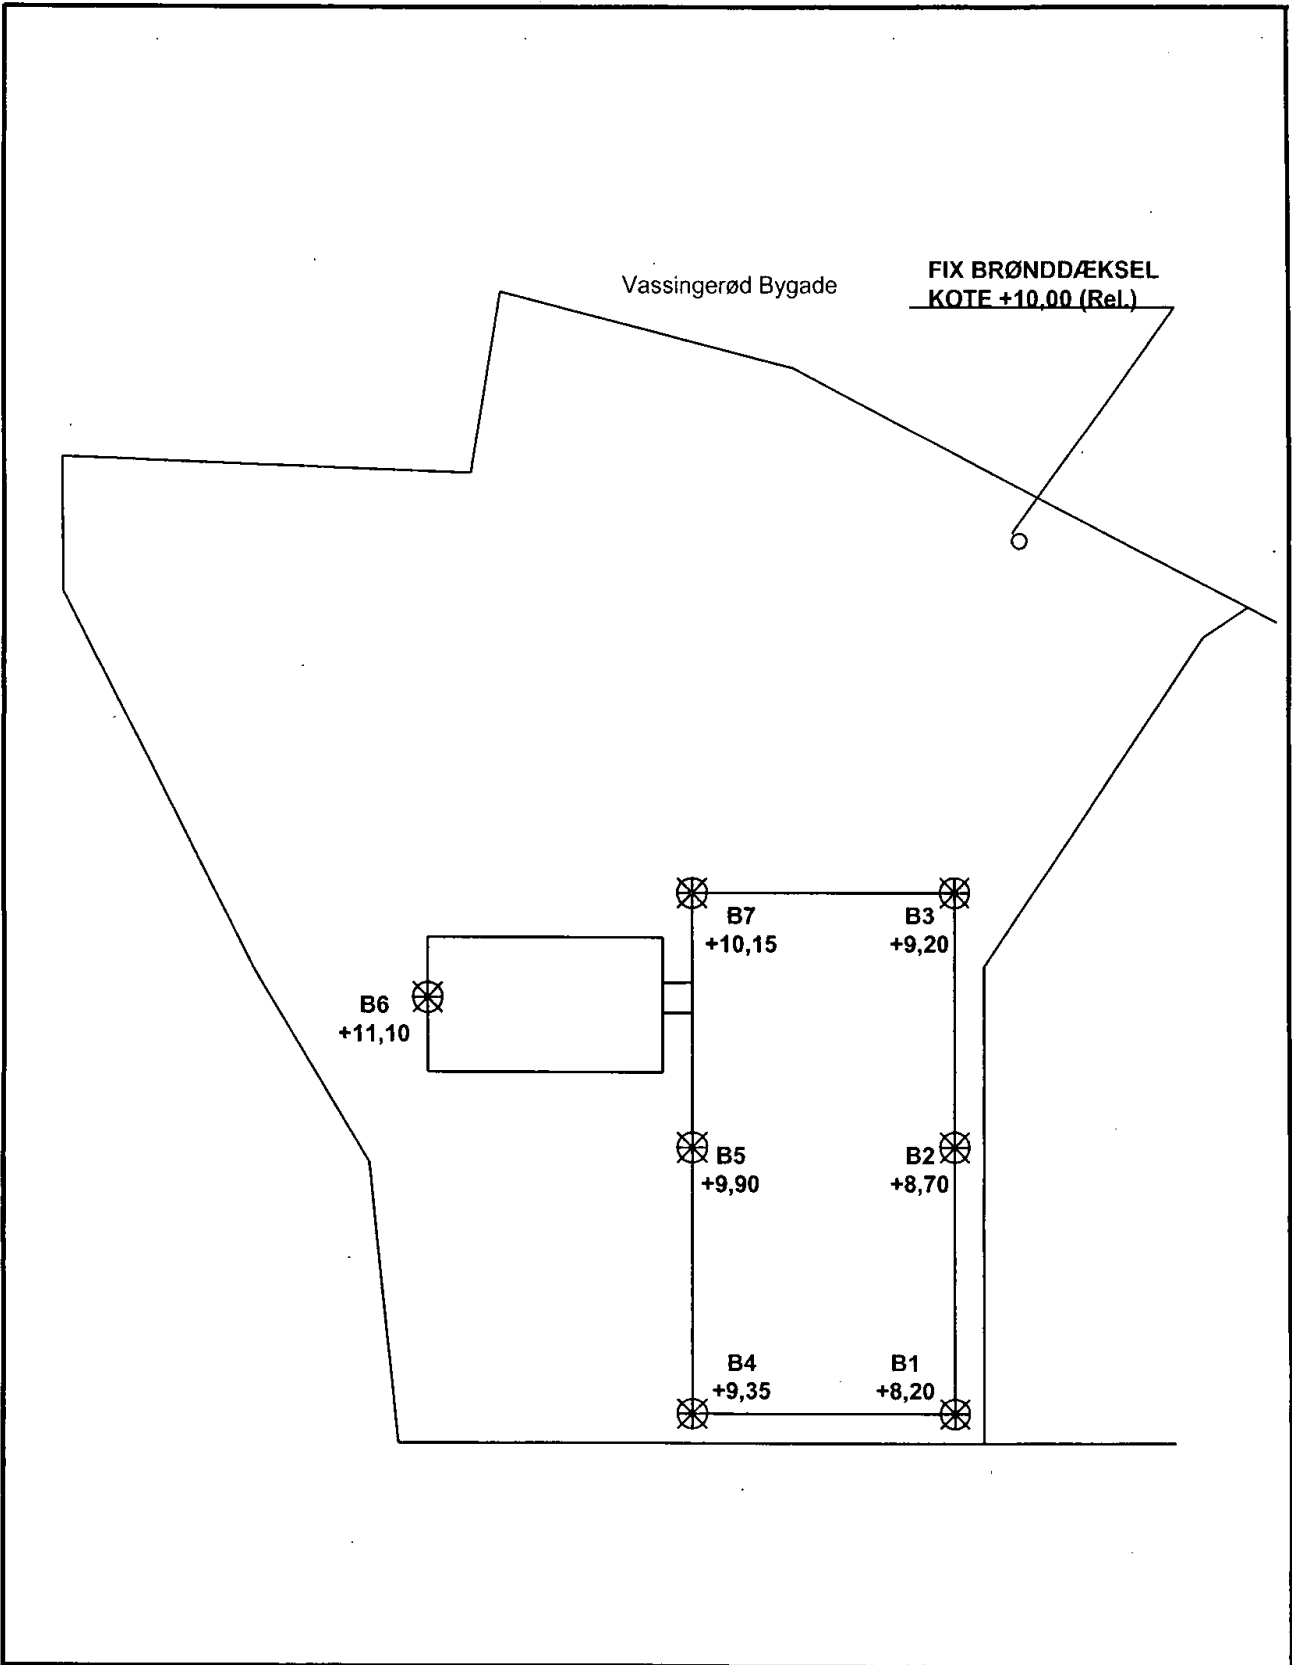 Vassingerød Bygade
FIX BRØNDDÆKSEL
KOTE +10,00 (Rel.)
B7
+10,15
B3
+9,20
B6
+11,10
B5
+9,90
B2
+8,70
B4
+9,35
B1
+8,20